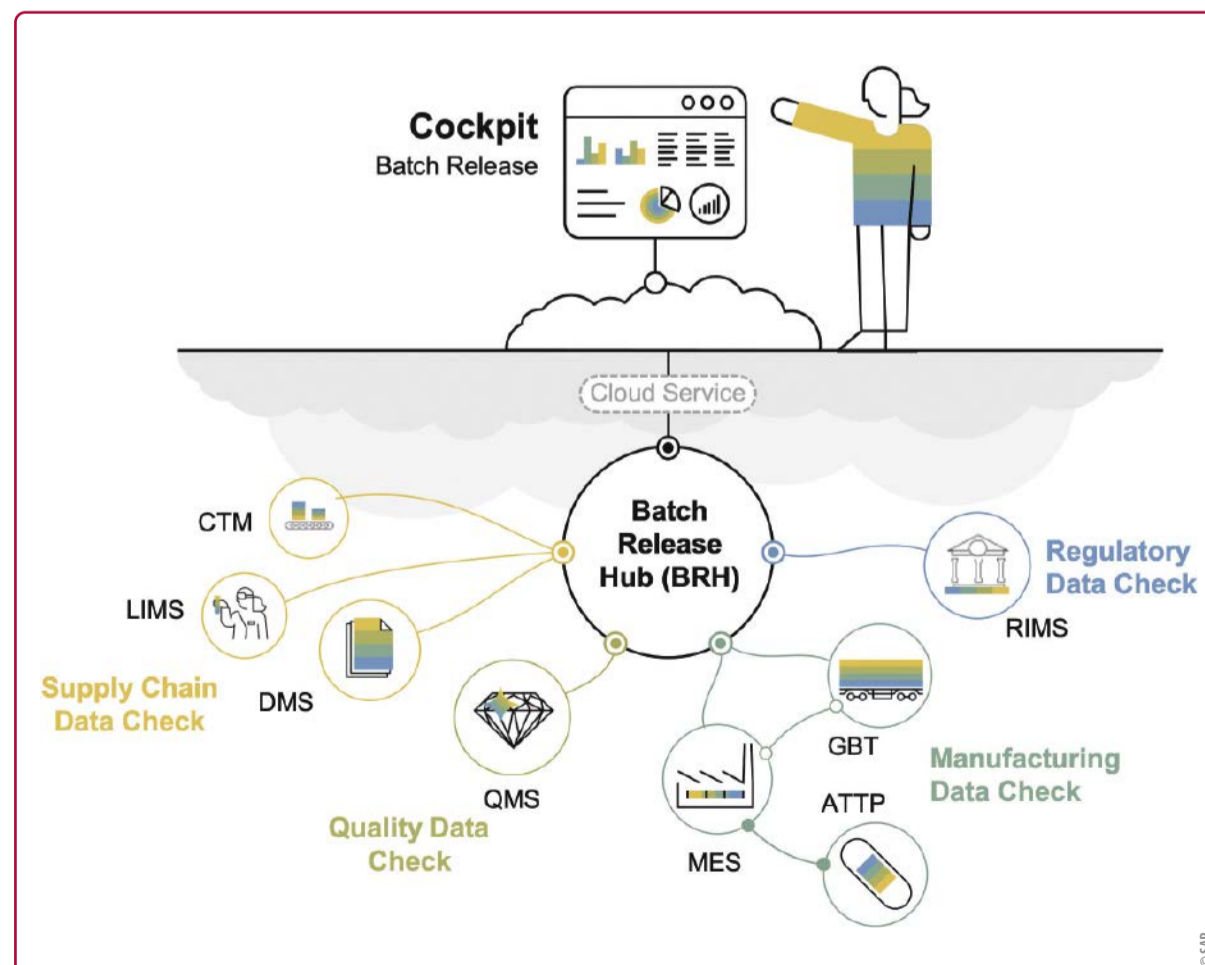 Cockpit
Batch Release
Cloud Service
Batch
Release
Hub (BRH)
CTM
LIMS
DMS
Supply Chain
Data Check
QMS
Quality Data
Check
Regulatory
Data Check
RIMS
GBT
Manufacturing
Data Check
ATTP
MES
© SAP